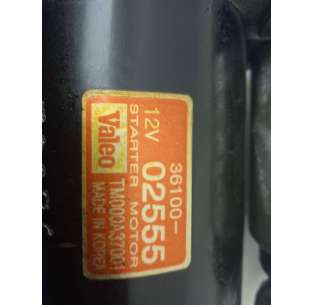 36100-
12V 02555
STARTER MOTOR
Valeo TM000A37001
MADE IN KOREA